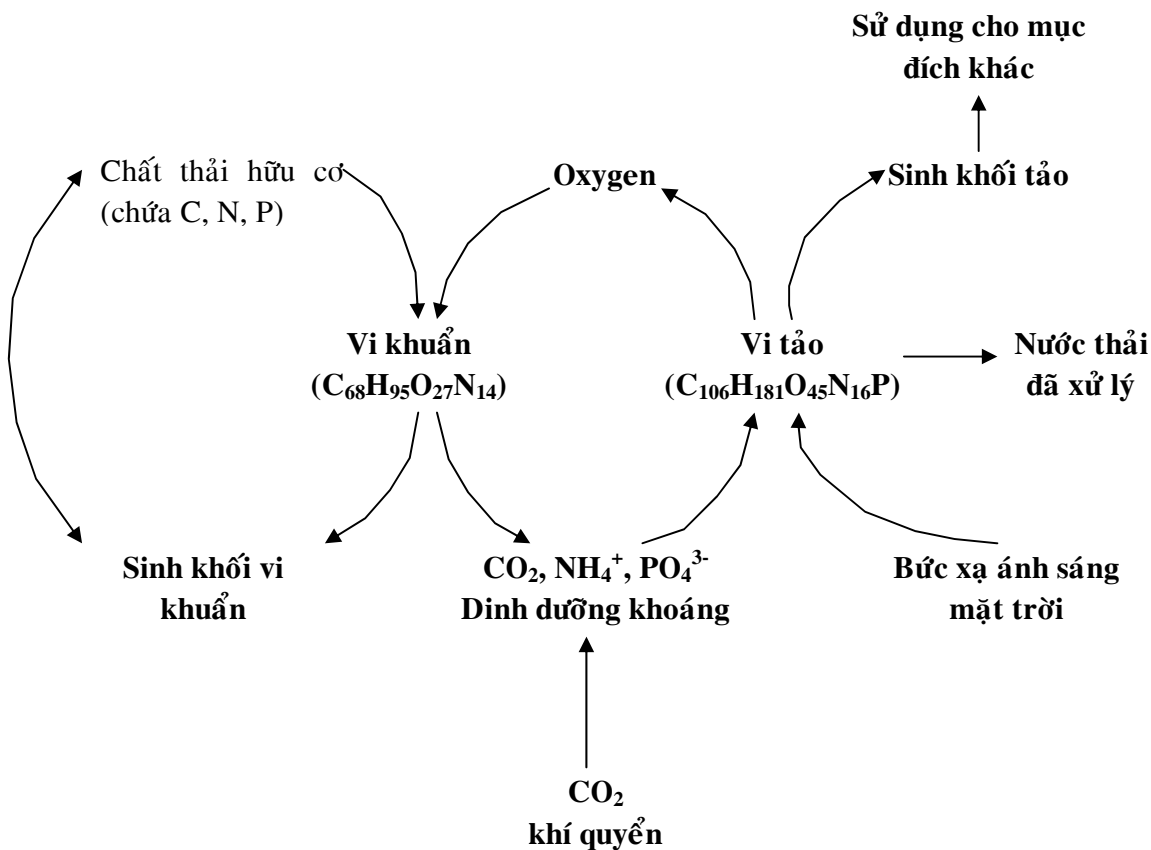 Sử dụng cho mục
đích khác
Chất thải hữu cơ
(chứa C, N, P)
Oxygen
Sinh khối tảo
Vi khuẩn
(C₆₈H₉₅O₂₇N₁₄)
Vi tảo
(C₁₀₆H₁₈₁O₄₅N₁₆P)
Nước thải
đã xử lý
Sinh khối vi
khuẩn
CO₂, NH₄⁺, PO₄³⁻
Dinh dưỡng khoáng
Bức xạ ánh sáng
mặt trời
CO₂
khí quyển